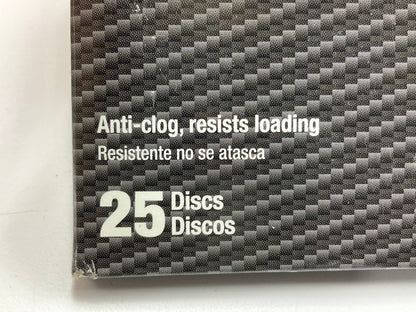 Anti-clog, resists loading
Resistente no se atasca
25 Discs
Discos